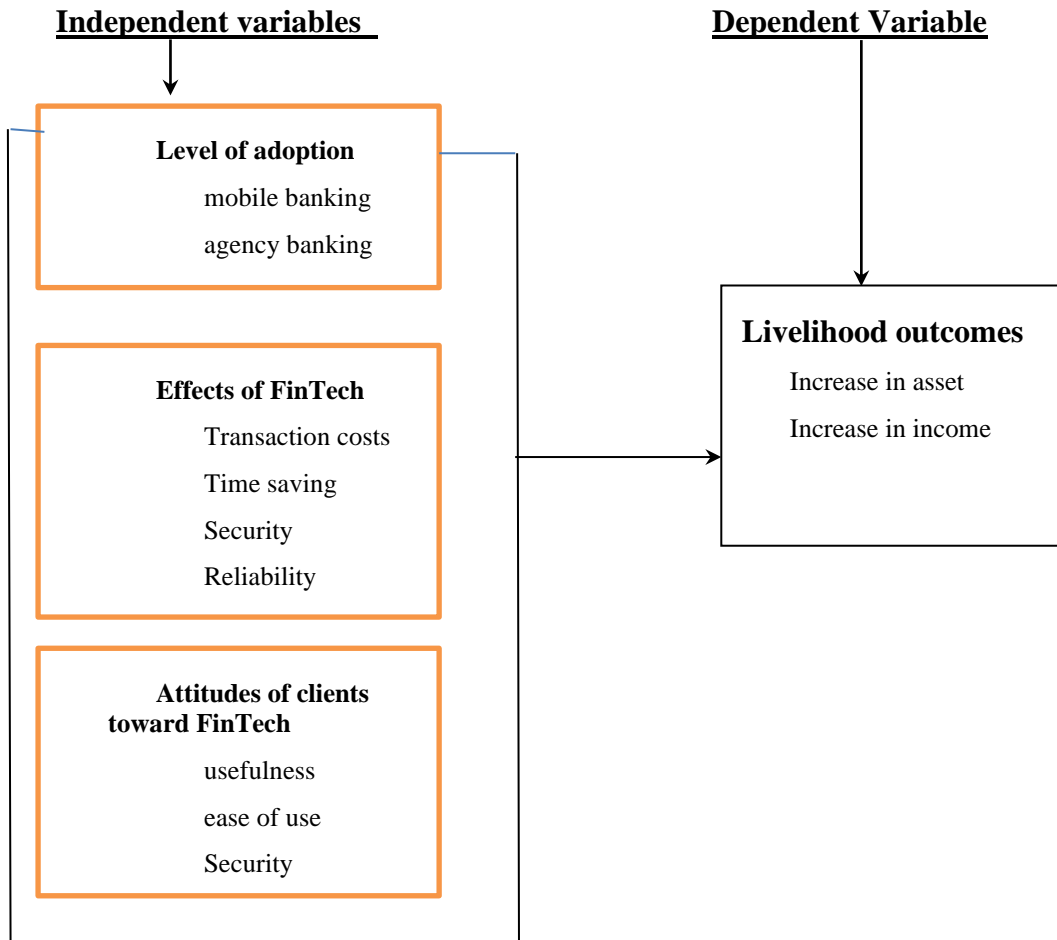 Independent variables
Dependent Variable
Level of adoption
mobile banking
agency banking
Effects of FinTech
Transaction costs
Time saving
Security
Reliability
Attitudes of clients
toward FinTech
usefulness
ease of use
Security
Livelihood outcomes
Increase in asset
Increase in income